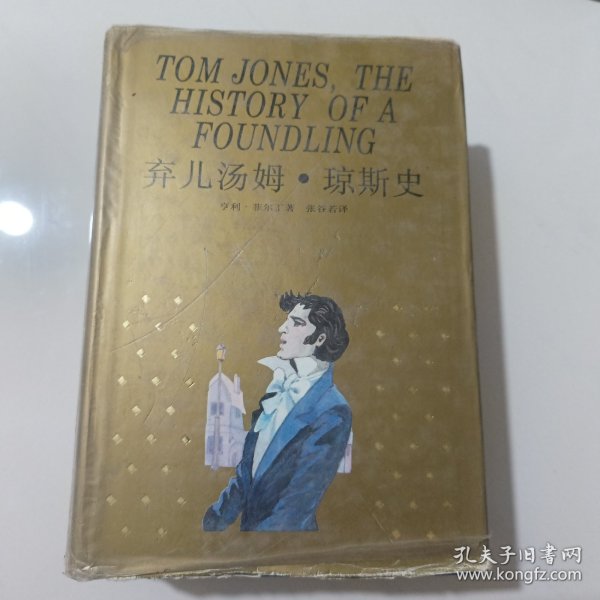 TOM JONES, THE
HISTORY OF A
FOUNDLING
弃儿汤姆·琼斯史
亨利·菲尔丁著 张谷若译
孔夫子旧书网
www.kongfz.com